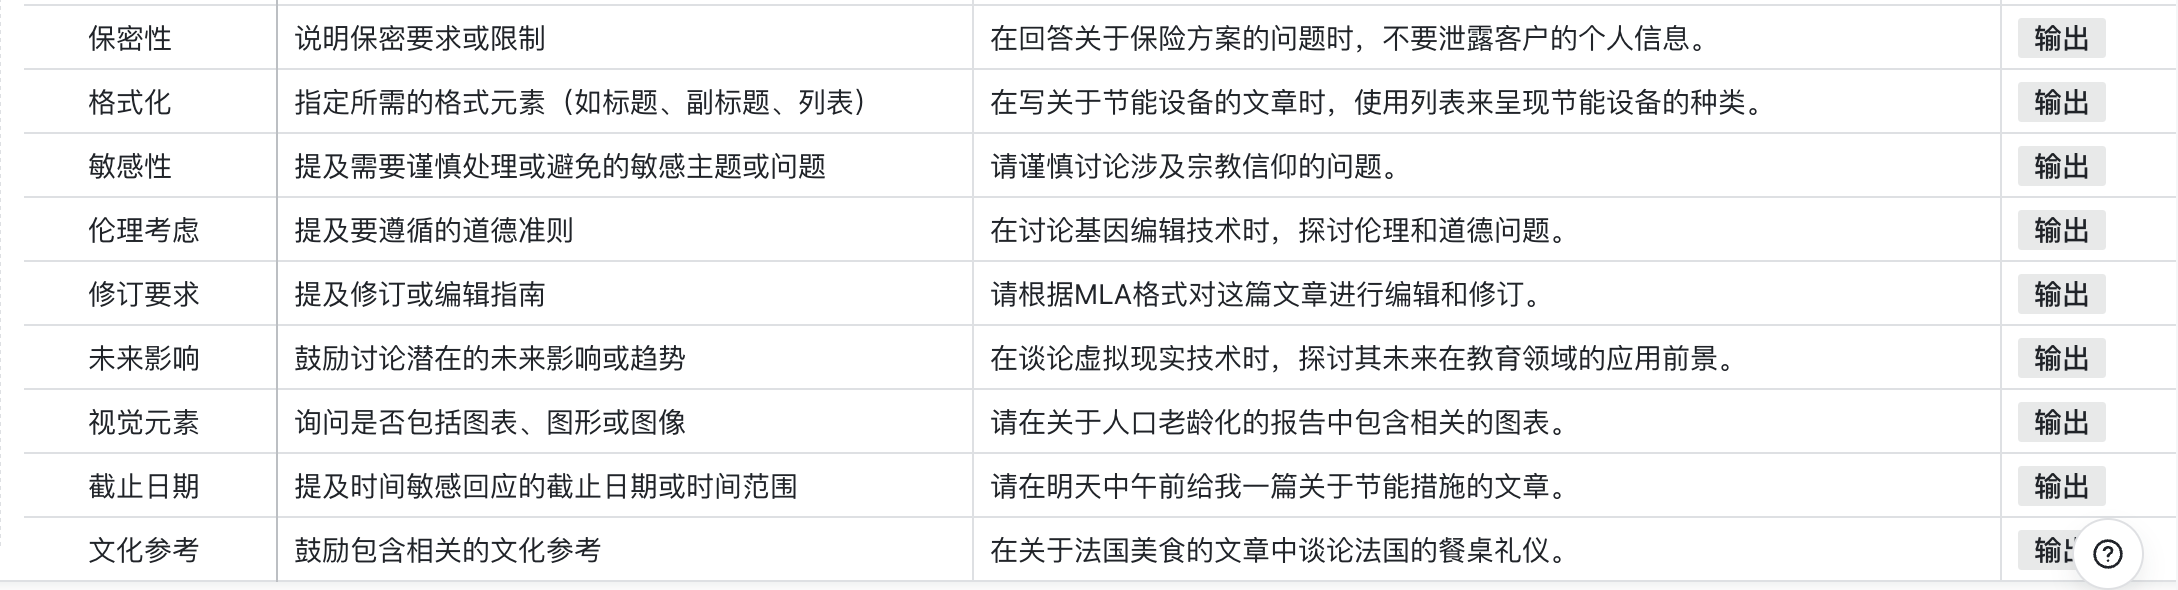 保密性 说明保密要求或限制 在回答关于保险方案的问题时，不要泄露客户的个人信息。 输出
格式化 指定所需的格式元素（如标题、副标题、列表） 在写关于节能设备的文章时，使用列表来呈现节能设备的种类。 输出
敏感性 提及需要谨慎处理或避免的敏感主题或问题 请谨慎讨论涉及宗教信仰的问题。 输出
伦理考虑 提及要遵循的道德准则 在讨论基因编辑技术时，探讨伦理和道德问题。 输出
修订要求 提及修订或编辑指南 请根据MLA格式对这篇文章进行编辑和修订。 输出
未来影响 鼓励讨论潜在的未来影响或趋势 在谈论虚拟现实技术时，探讨其未来在教育领域的应用前景。 输出
视觉元素 询问是否包括图表、图形或图像 请在关于人口老龄化的报告中包含相关的图表。 输出
截止日期 提及时间敏感回应的截止日期或时间范围 请在明天中午前给我一篇关于节能措施的文章。 输出
文化参考 鼓励包含相关的文化参考 在关于法国美食的文章中谈论法国的餐桌礼仪。 输出